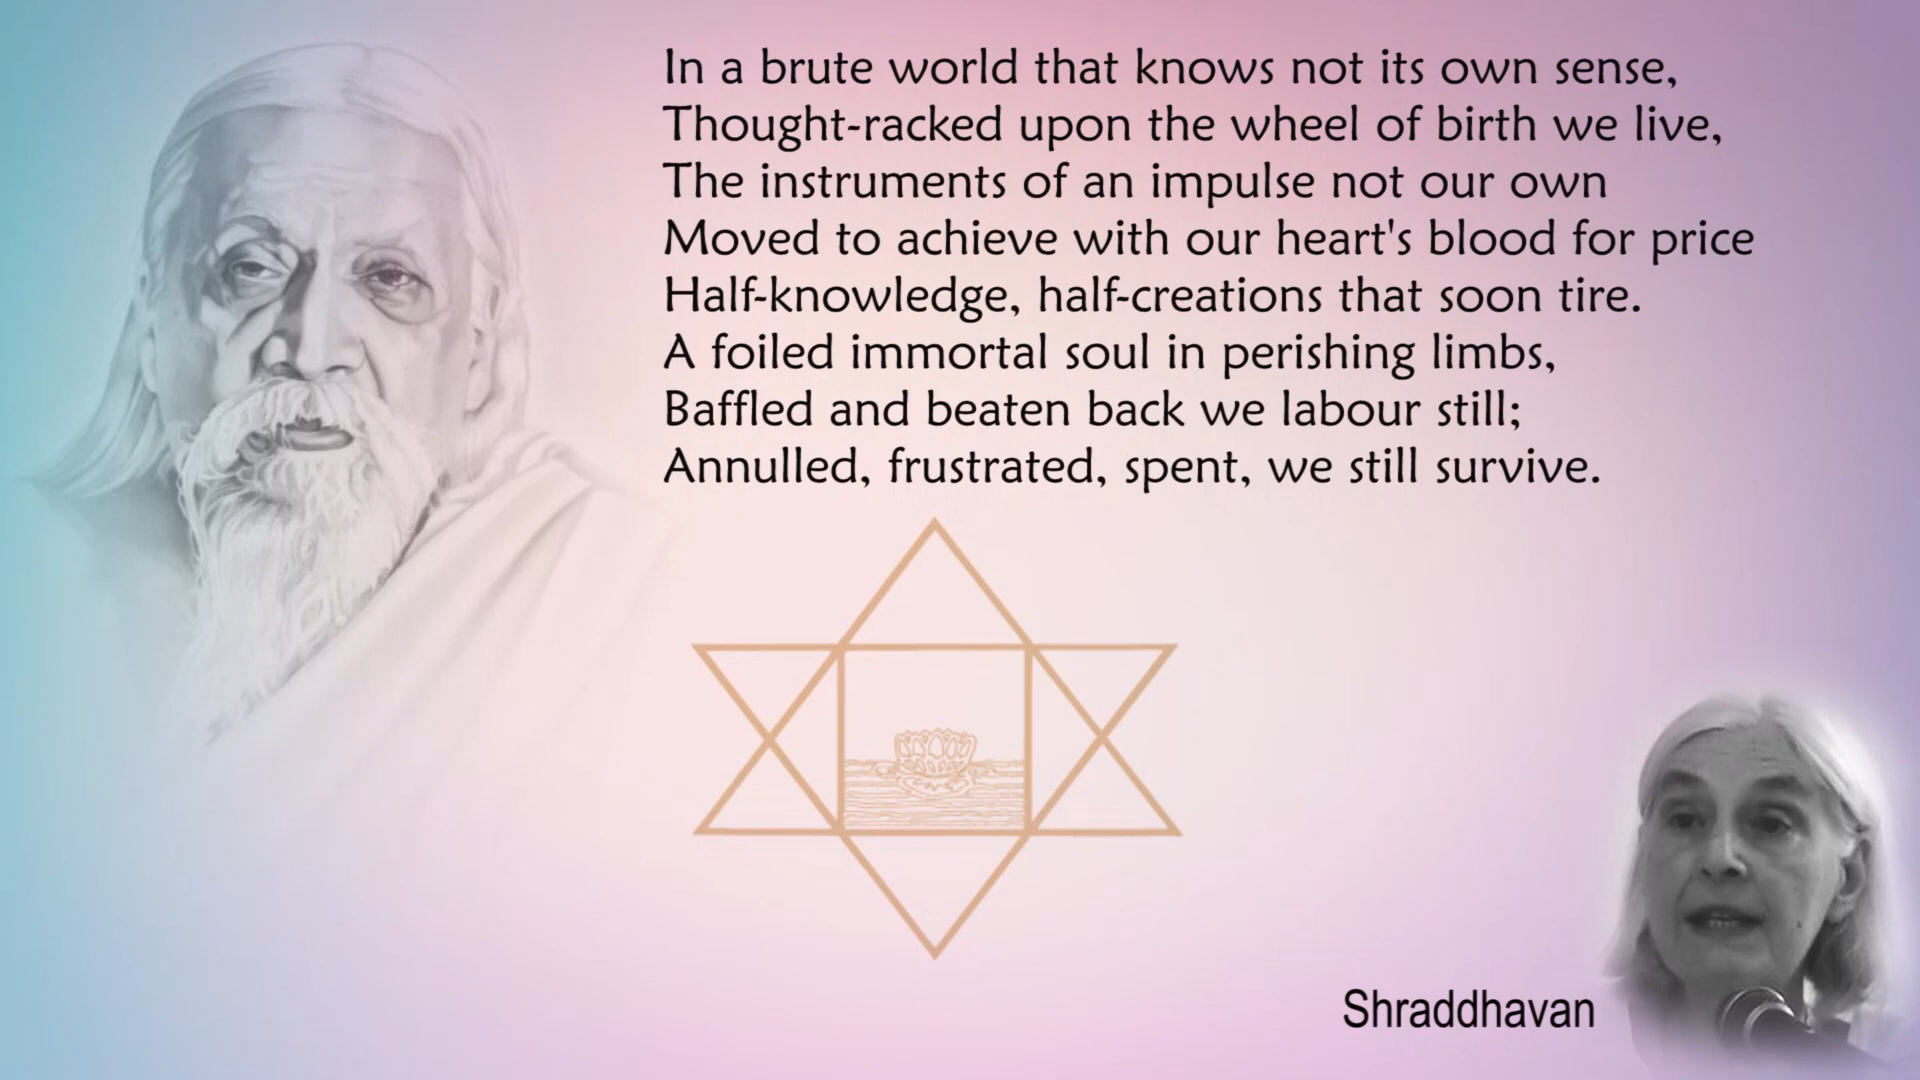 In a brute world that knows not its own sense,
Thought-racked upon the wheel of birth we live,
The instruments of an impulse not our own
Moved to achieve with our heart's blood for price
Half-knowledge, half-creations that soon tire.
A foiled immortal soul in perishing limbs,
Baffled and beaten back we labour still;
Annulled, frustrated, spent, we still survive.
Shraddhavan